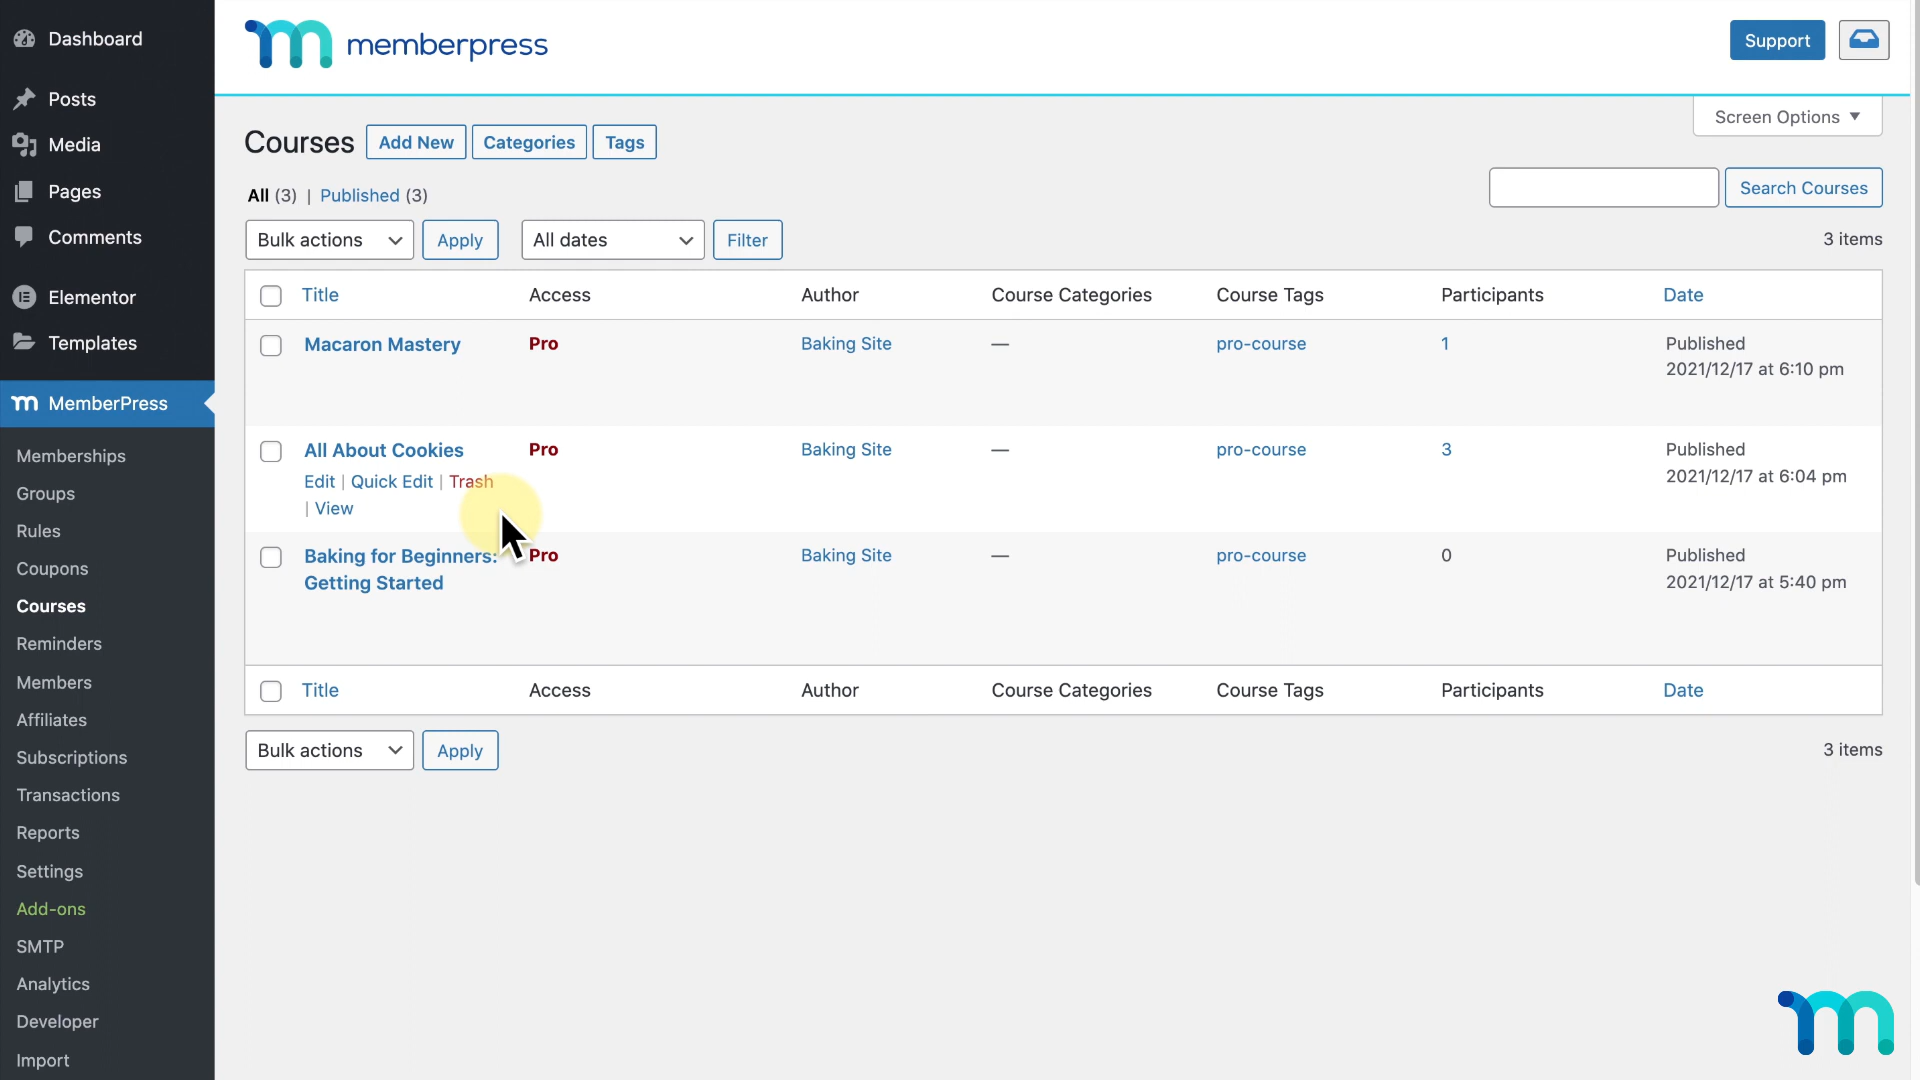 Dashboard
Posts
Media
Pages
Comments
Elementor
Templates
MemberPress
Memberships
Groups
Rules
Coupons
Courses
Reminders
Members
Affiliates
Subscriptions
Transactions
Reports
Settings
Add-ons
SMTP
Analytics
Developer
Import
memberpress
Support
Screen Options
Courses Add New Categories Tags
All (3) | Published (3)
Search Courses
Bulk actions Apply All dates Filter 3 items
Title Access Author Course Categories Course Tags Participants Date
Macaron Mastery Pro Baking Site — pro-course 1 Published
2021/12/17 at 6:10 pm
All About Cookies Pro Baking Site — pro-course 3 Published
Edit | Quick Edit | Trash 2021/12/17 at 6:04 pm
| View
Baking for Beginners: Pro Baking Site — pro-course 0 Published
Getting Started 2021/12/17 at 5:40 pm
Title Access Author Course Categories Course Tags Participants Date
Bulk actions Apply 3 items